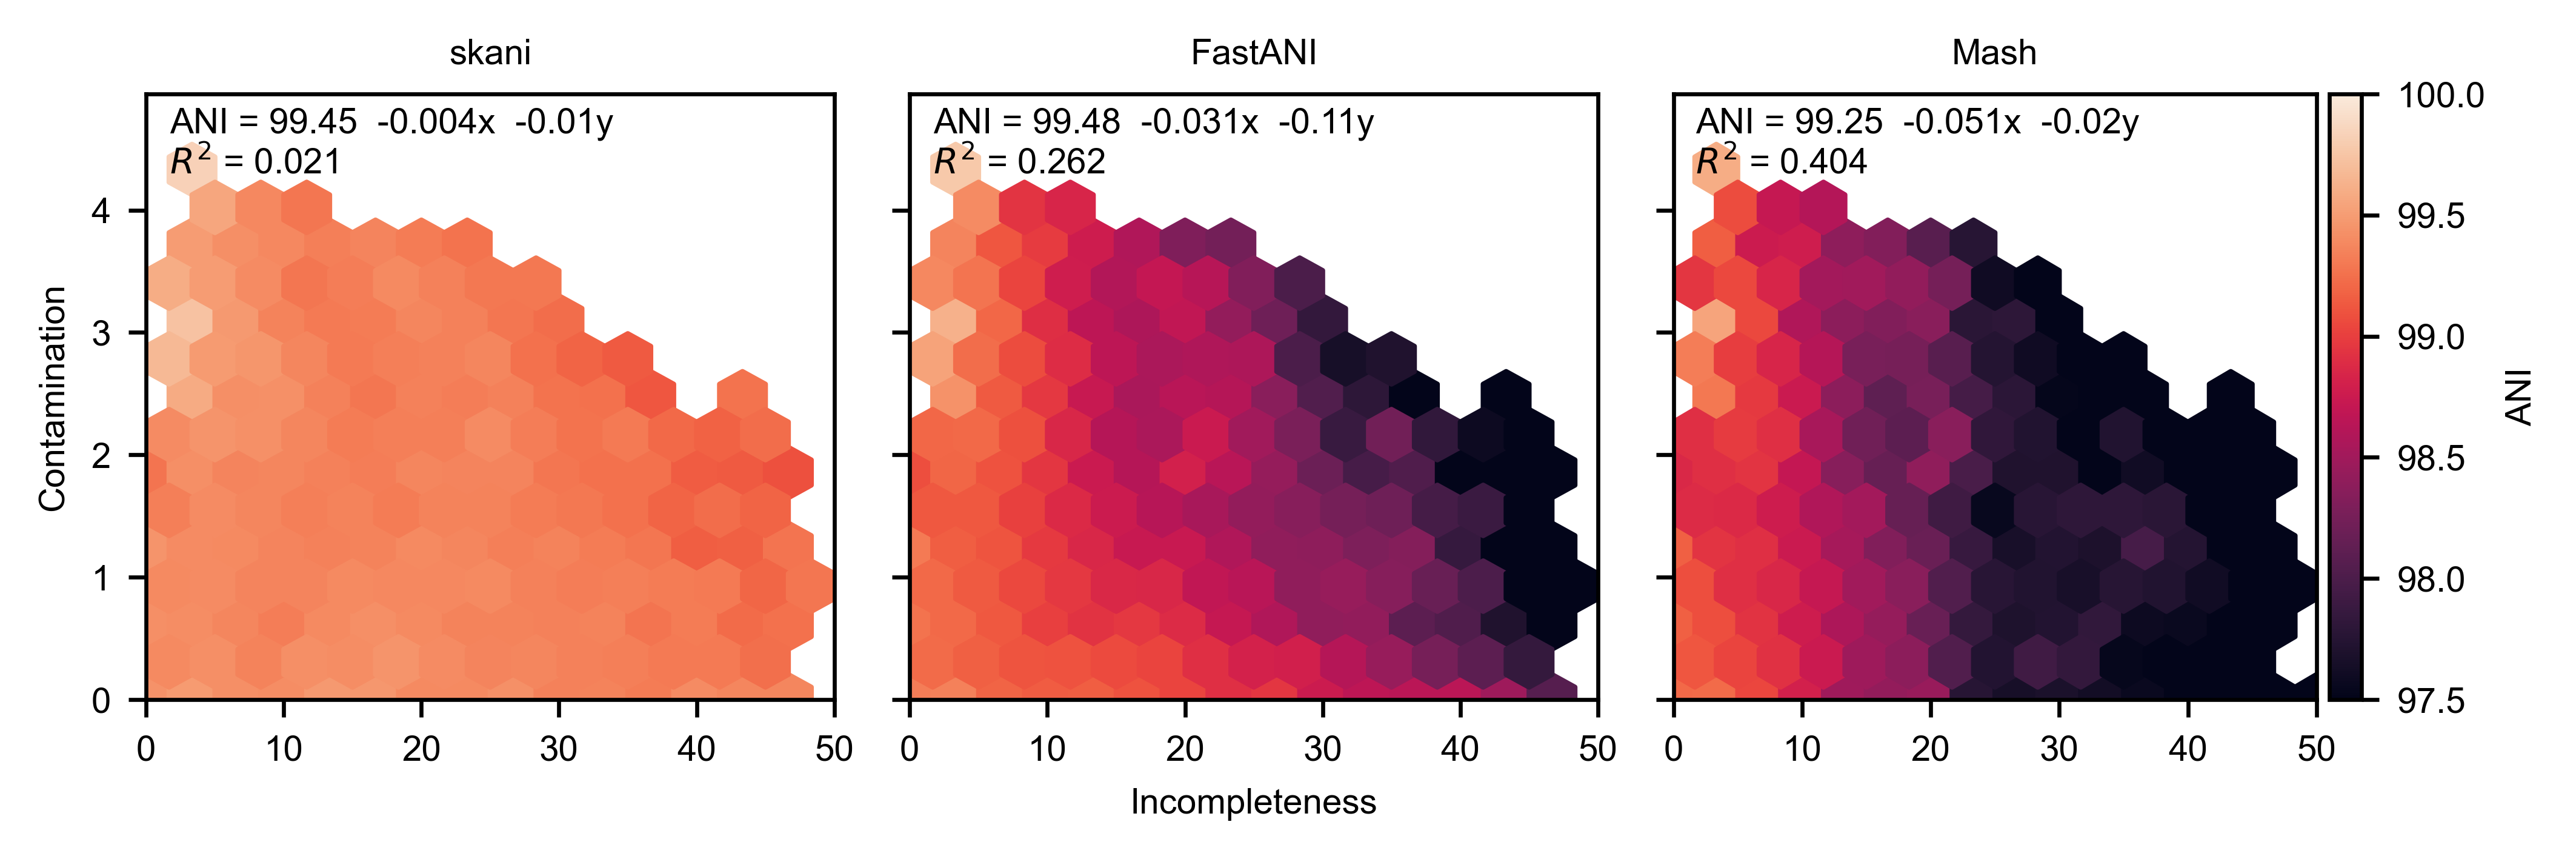 skani
FastANI
Mash
ANI = 99.45 -0.004x -0.01y
R² = 0.021
ANI = 99.48 -0.031x -0.11y
R² = 0.262
ANI = 99.25 -0.051x -0.02y
R² = 0.404
Contamination
4
3
2
1
0
0 10 20 30 40 50
0 10 20 30 40 50
0 10 20 30 40 50
Incompleteness
100.0
99.5
99.0
98.5
98.0
97.5
ANI